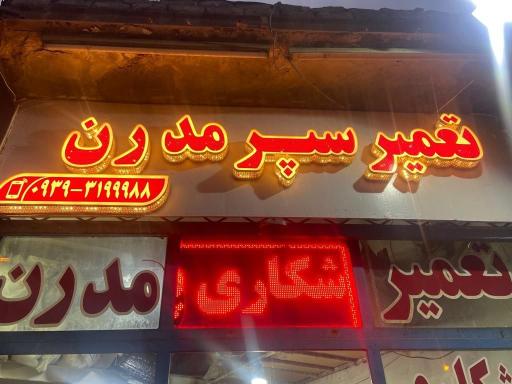 تعمیر سپر مدرن
۰۹۳۹-۳۱۹۹۹۸۸
تعمیر
شکاری
مدرن